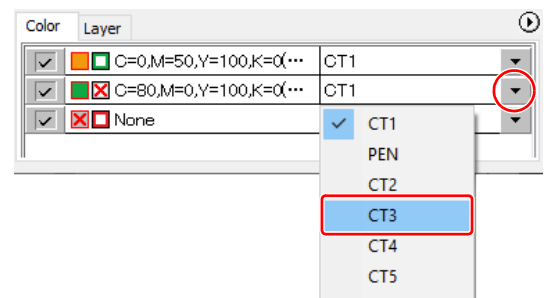 Color Layer
C=0,M=50,Y=100,K=0(... CT1
C=80,M=0,Y=100,K=0(... CT1
None
CT1
PEN
CT2
CT3
CT4
CT5